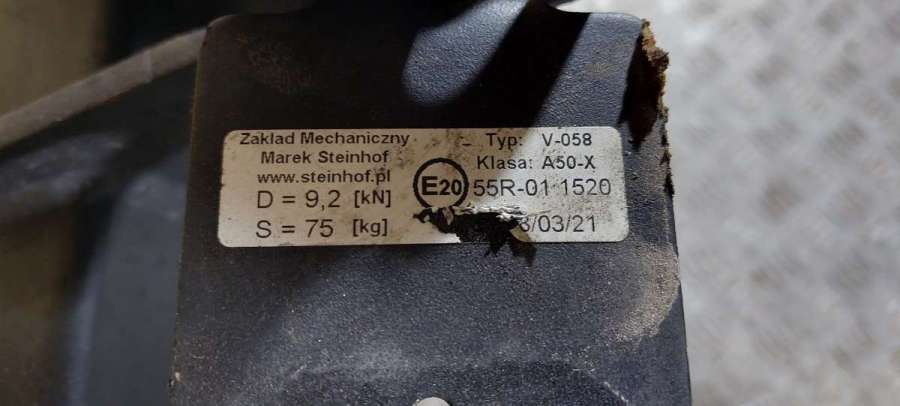 Zakład Mechaniczny
Marek Steinhof
www.steinhof.pl
D = 9,2 [kN]
S = 75 [kg]
Typ: V-058
Klasa: A50-X
E20 55R-01 1520
/03/21